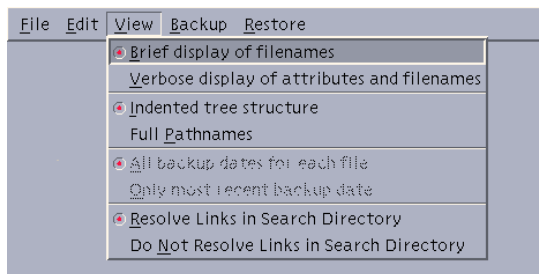 File Edit View Backup Restore
Brief display of filenames
Verbose display of attributes and filenames
Indented tree structure
Full Pathnames
All backup dates for each file
Only most recent backup date
Resolve Links in Search Directory
Do Not Resolve Links in Search Directory